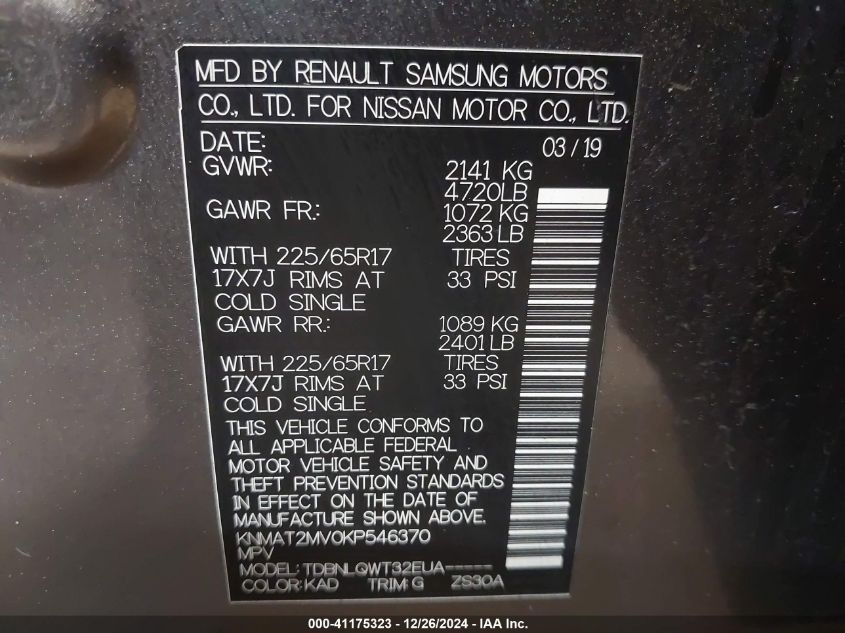 MFD BY RENAULT SAMSUNG MOTORS
CO., LTD. FOR NISSAN MOTOR CO., LTD.
DATE: 03 / 19
GVWR: 2141 KG
4720LB
GAWR FR.: 1072 KG
2363 LB
WITH 225/65R17 TIRES
17X7J RIMS AT 33 PSI
COLD SINGLE
GAWR RR.: 1089 KG
2401 LB
WITH 225/65R17 TIRES
17X7J RIMS AT 33 PSI
COLD SINGLE
THIS VEHICLE CONFORMS TO
ALL APPLICABLE FEDERAL
MOTOR VEHICLE SAFETY AND
THEFT PREVENTION STANDARDS
IN EFFECT ON THE DATE OF
MANUFACTURE SHOWN ABOVE.
KNMAT2MV0KP546370
MPV
MODEL: TDBNLQWT32EUA-----
COLOR: KAD TRIM: G ZS30A
000-41175323 - 12/26/2024 - IAA Inc.